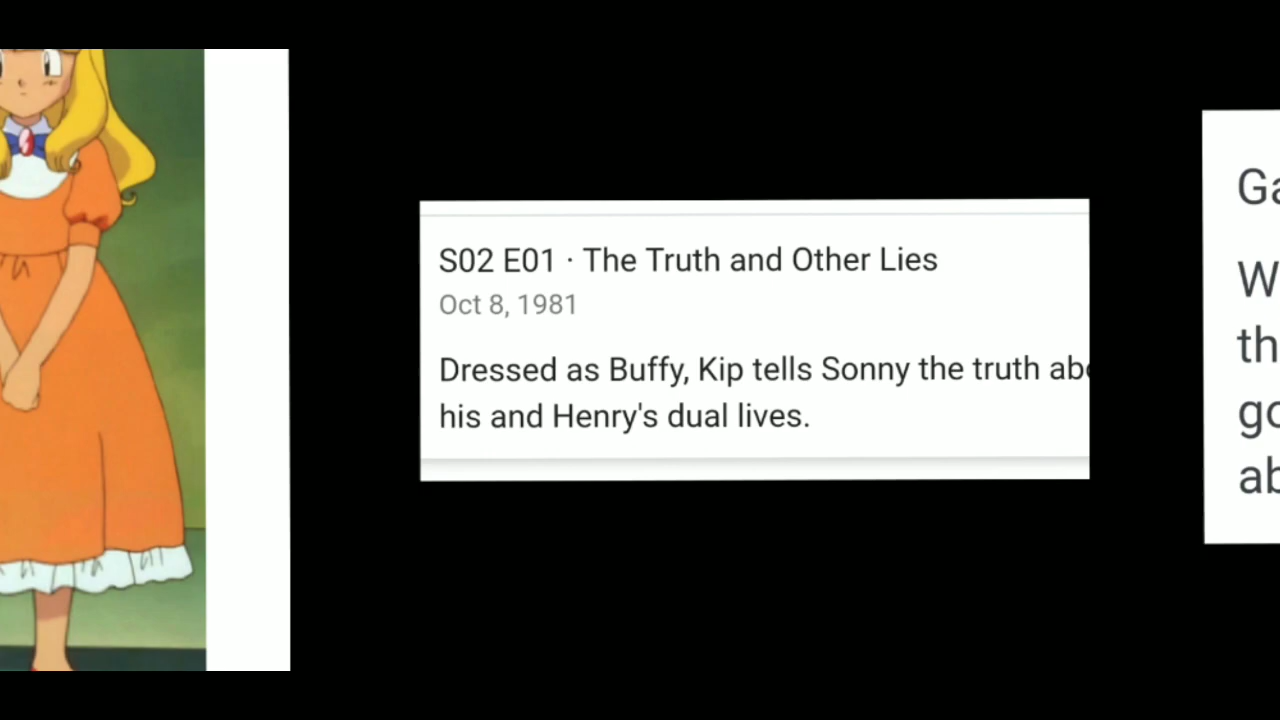 S02 E01 · The Truth and Other Lies
Oct 8, 1981
Dressed as Buffy, Kip tells Sonny the truth
his and Henry's dual lives.